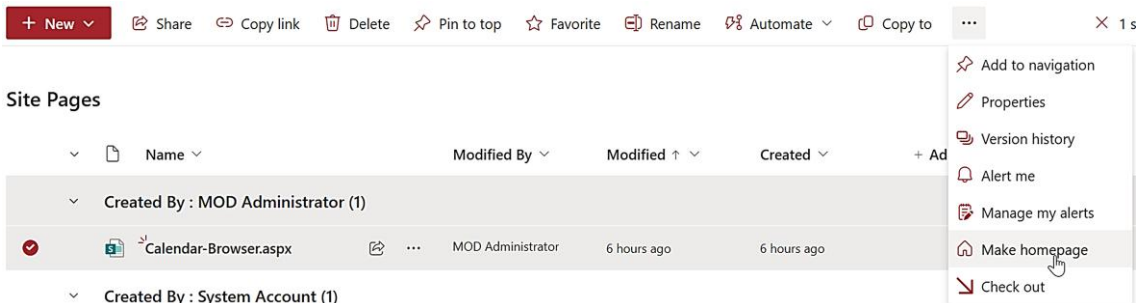 + New Share Copy link Delete Pin to top Favorite Rename Automate Copy to ... 1 s
Add to navigation
Site Pages
Properties
Version history
Name Modified By Modified Created + Ad
Alert me
Created By : MOD Administrator (1)
Manage my alerts
Calendar-Browser.aspx ... MOD Administrator 6 hours ago 6 hours ago
Make homepage
Check out
Created By : System Account (1)